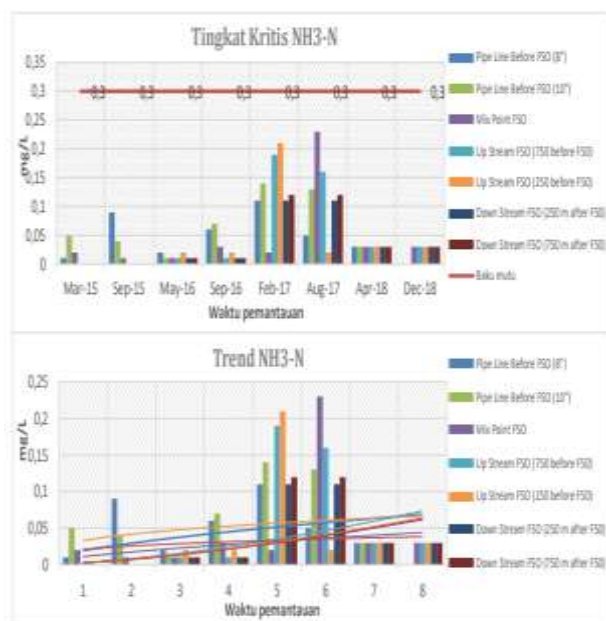 Tingkat Kritis NH3-N
0,35
0,3
0,25
0,2
0,15
0,1
0,05
0
mg/L
0,3 0,3 0,3 0,3 0,3 0,3 0,3 0,3
Mar-15 Sep-15 May-16 Sep-16 Feb-17 Aug-17 Apr-18 Dec-18
Waktu pemantauan
Pipe Line Before FSO (8")
Pipe Line Before FSO (10")
Mix Point FSO
Up Stream FSO (750 before FSO)
Up Stream FSO (250 before FSO)
Down Stream FSO (250 m after FSO)
Down Stream FSO (750 m after FSO)
Baku mutu
Trend NH3-N
0,25
0,2
0,15
0,1
0,05
0
mg/L
1 2 3 4 5 6 7 8
Waktu pemantauan
Pipe Line Before FSO (8")
Pipe Line Before FSO (10")
Mix Point FSO
Up Stream FSO (750 before FSO)
Up Stream FSO ( before FSO)
Down Stream FSO (250 m after FSO)
Down Stream FSO (750 m after FSO)